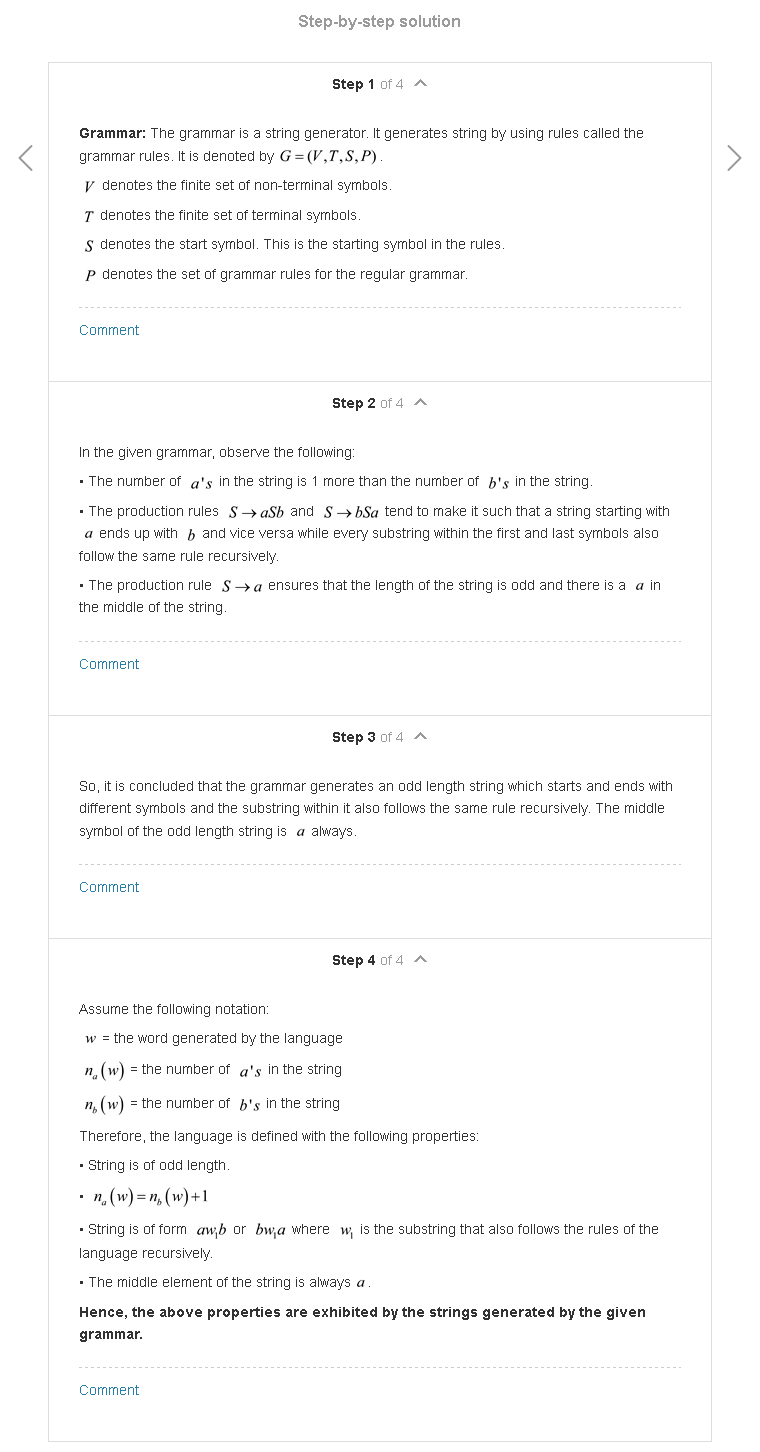 Step-by-step solution
Step 1 of 4
Grammar: The grammar is a string generator. It generates string by using rules called the
grammar rules. It is denoted by G = (V,T,S,P).
V denotes the finite set of non-terminal symbols.
T denotes the finite set of terminal symbols.
S denotes the start symbol. This is the starting symbol in the rules.
P denotes the set of grammar rules for the regular grammar.
Comment
Step 2 of 4
In the given grammar, observe the following:
• The number of a's in the string is 1 more than the number of b's in the string.
• The production rules S → aSb and S → bSa tend to make it such that a string starting with
a ends up with b and vice versa while every substring within the first and last symbols also
follow the same rule recursively.
• The production rule S → a ensures that the length of the string is odd and there is a a in
the middle of the string.
Comment
Step 3 of 4
So, it is concluded that the grammar generates an odd length string which starts and ends with
different symbols and the substring within it also follows the same rule recursively. The middle
symbol of the odd length string is a always.
Comment
Step 4 of 4
Assume the following notation:
w = the word generated by the language
nₐ(w) = the number of a's in the string
n_b(w) = the number of b's in the string
Therefore, the language is defined with the following properties:
• String is of odd length.
• nₐ(w) = n_b(w)+1
• String is of form aw₁b or bw₁a where w₁ is the substring that also follows the rules of the
language recursively.
• The middle element of the string is always a.
Hence, the above properties are exhibited by the strings generated by the given
grammar.
Comment